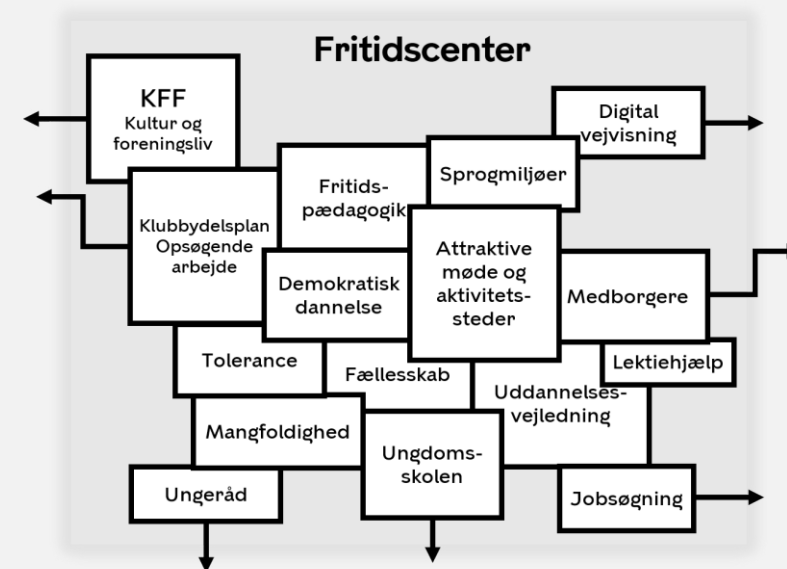 Fritidscenter
KFF
Kultur og
foreningsliv
Digital
vejvisning
Sprogmiljøer
Fritids-
pædagogik
Klubbydelsplan
Opsøgende
arbejde
Attraktive
møde og
aktivitets-
steder
Demokratisk
dannelse
Medborgere
Tolerance
Fællesskab
Lektiehjælp
Uddannelses-
vejledning
Mangfoldighed
Ungdoms-
skolen
Ungeråd
Jobsøgning